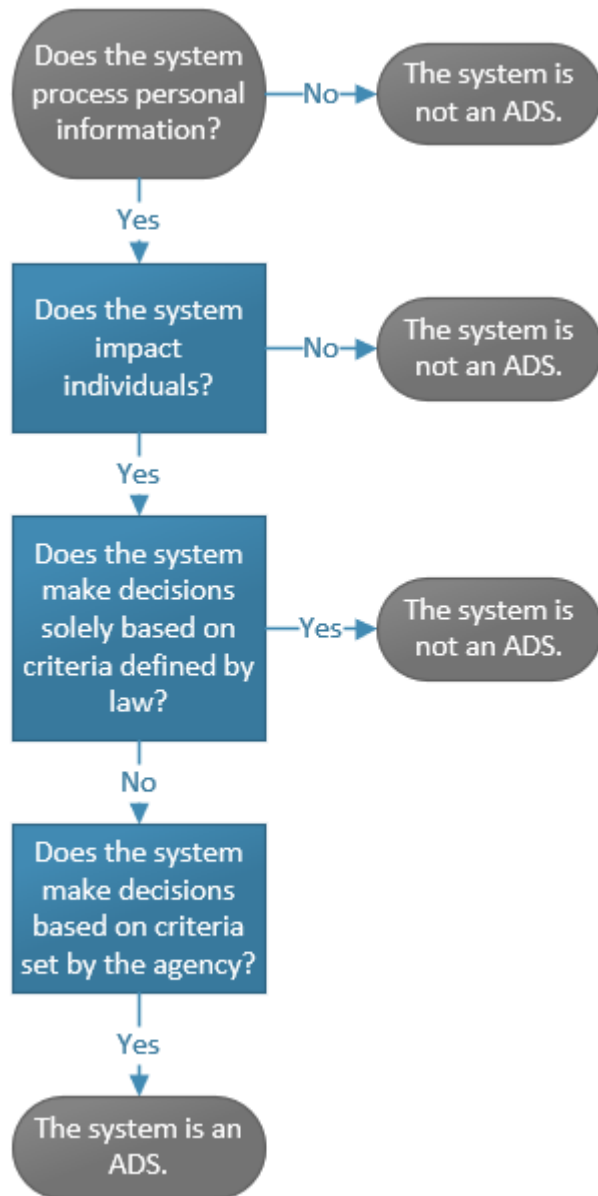 Does the system
process personal
information?
No
The system is
not an ADS.
Yes
Does the system
impact
individuals?
No
The system is
not an ADS.
Yes
Does the system
make decisions
solely based on
criteria defined by
law?
Yes
The system is
not an ADS.
No
Does the system
make decisions
based on criteria
set by the agency?
Yes
The system is an
ADS.